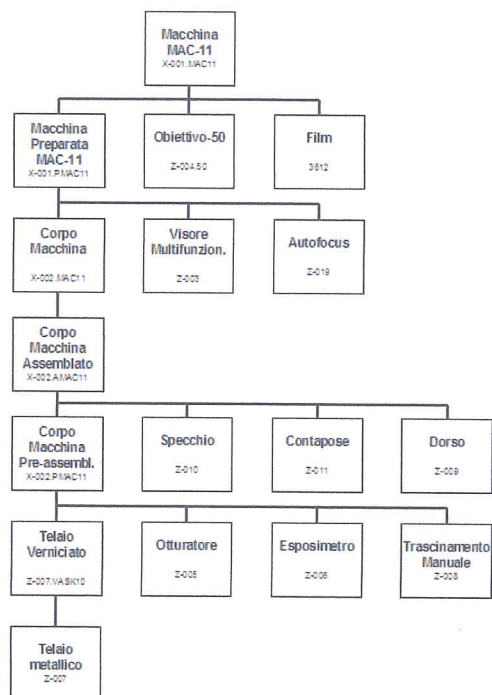 Macchina
MAC-11
X-001.MAC11
Macchina
Preparata
MAC-11
X-001.PMAC11
Obiettivo-50
Z-004.50
Film
3612
Corpo
Macchina
X-002.MAC11
Visore
Multifunzion.
Z-003
Autofocus
Z-019
Corpo
Macchina
Assemblato
X-002.AMAC11
Corpo
Macchina
Pre-assembl.
X-002.PMAC11
Specchio
Z-010
Contapose
Z-011
Dorso
Z-009
Telaio
Verniciato
Z-007.VASK10
Otturatore
Z-005
Esposimetro
Z-006
Trascinamento
Manuale
Z-008
Telaio
metallico
Z-007